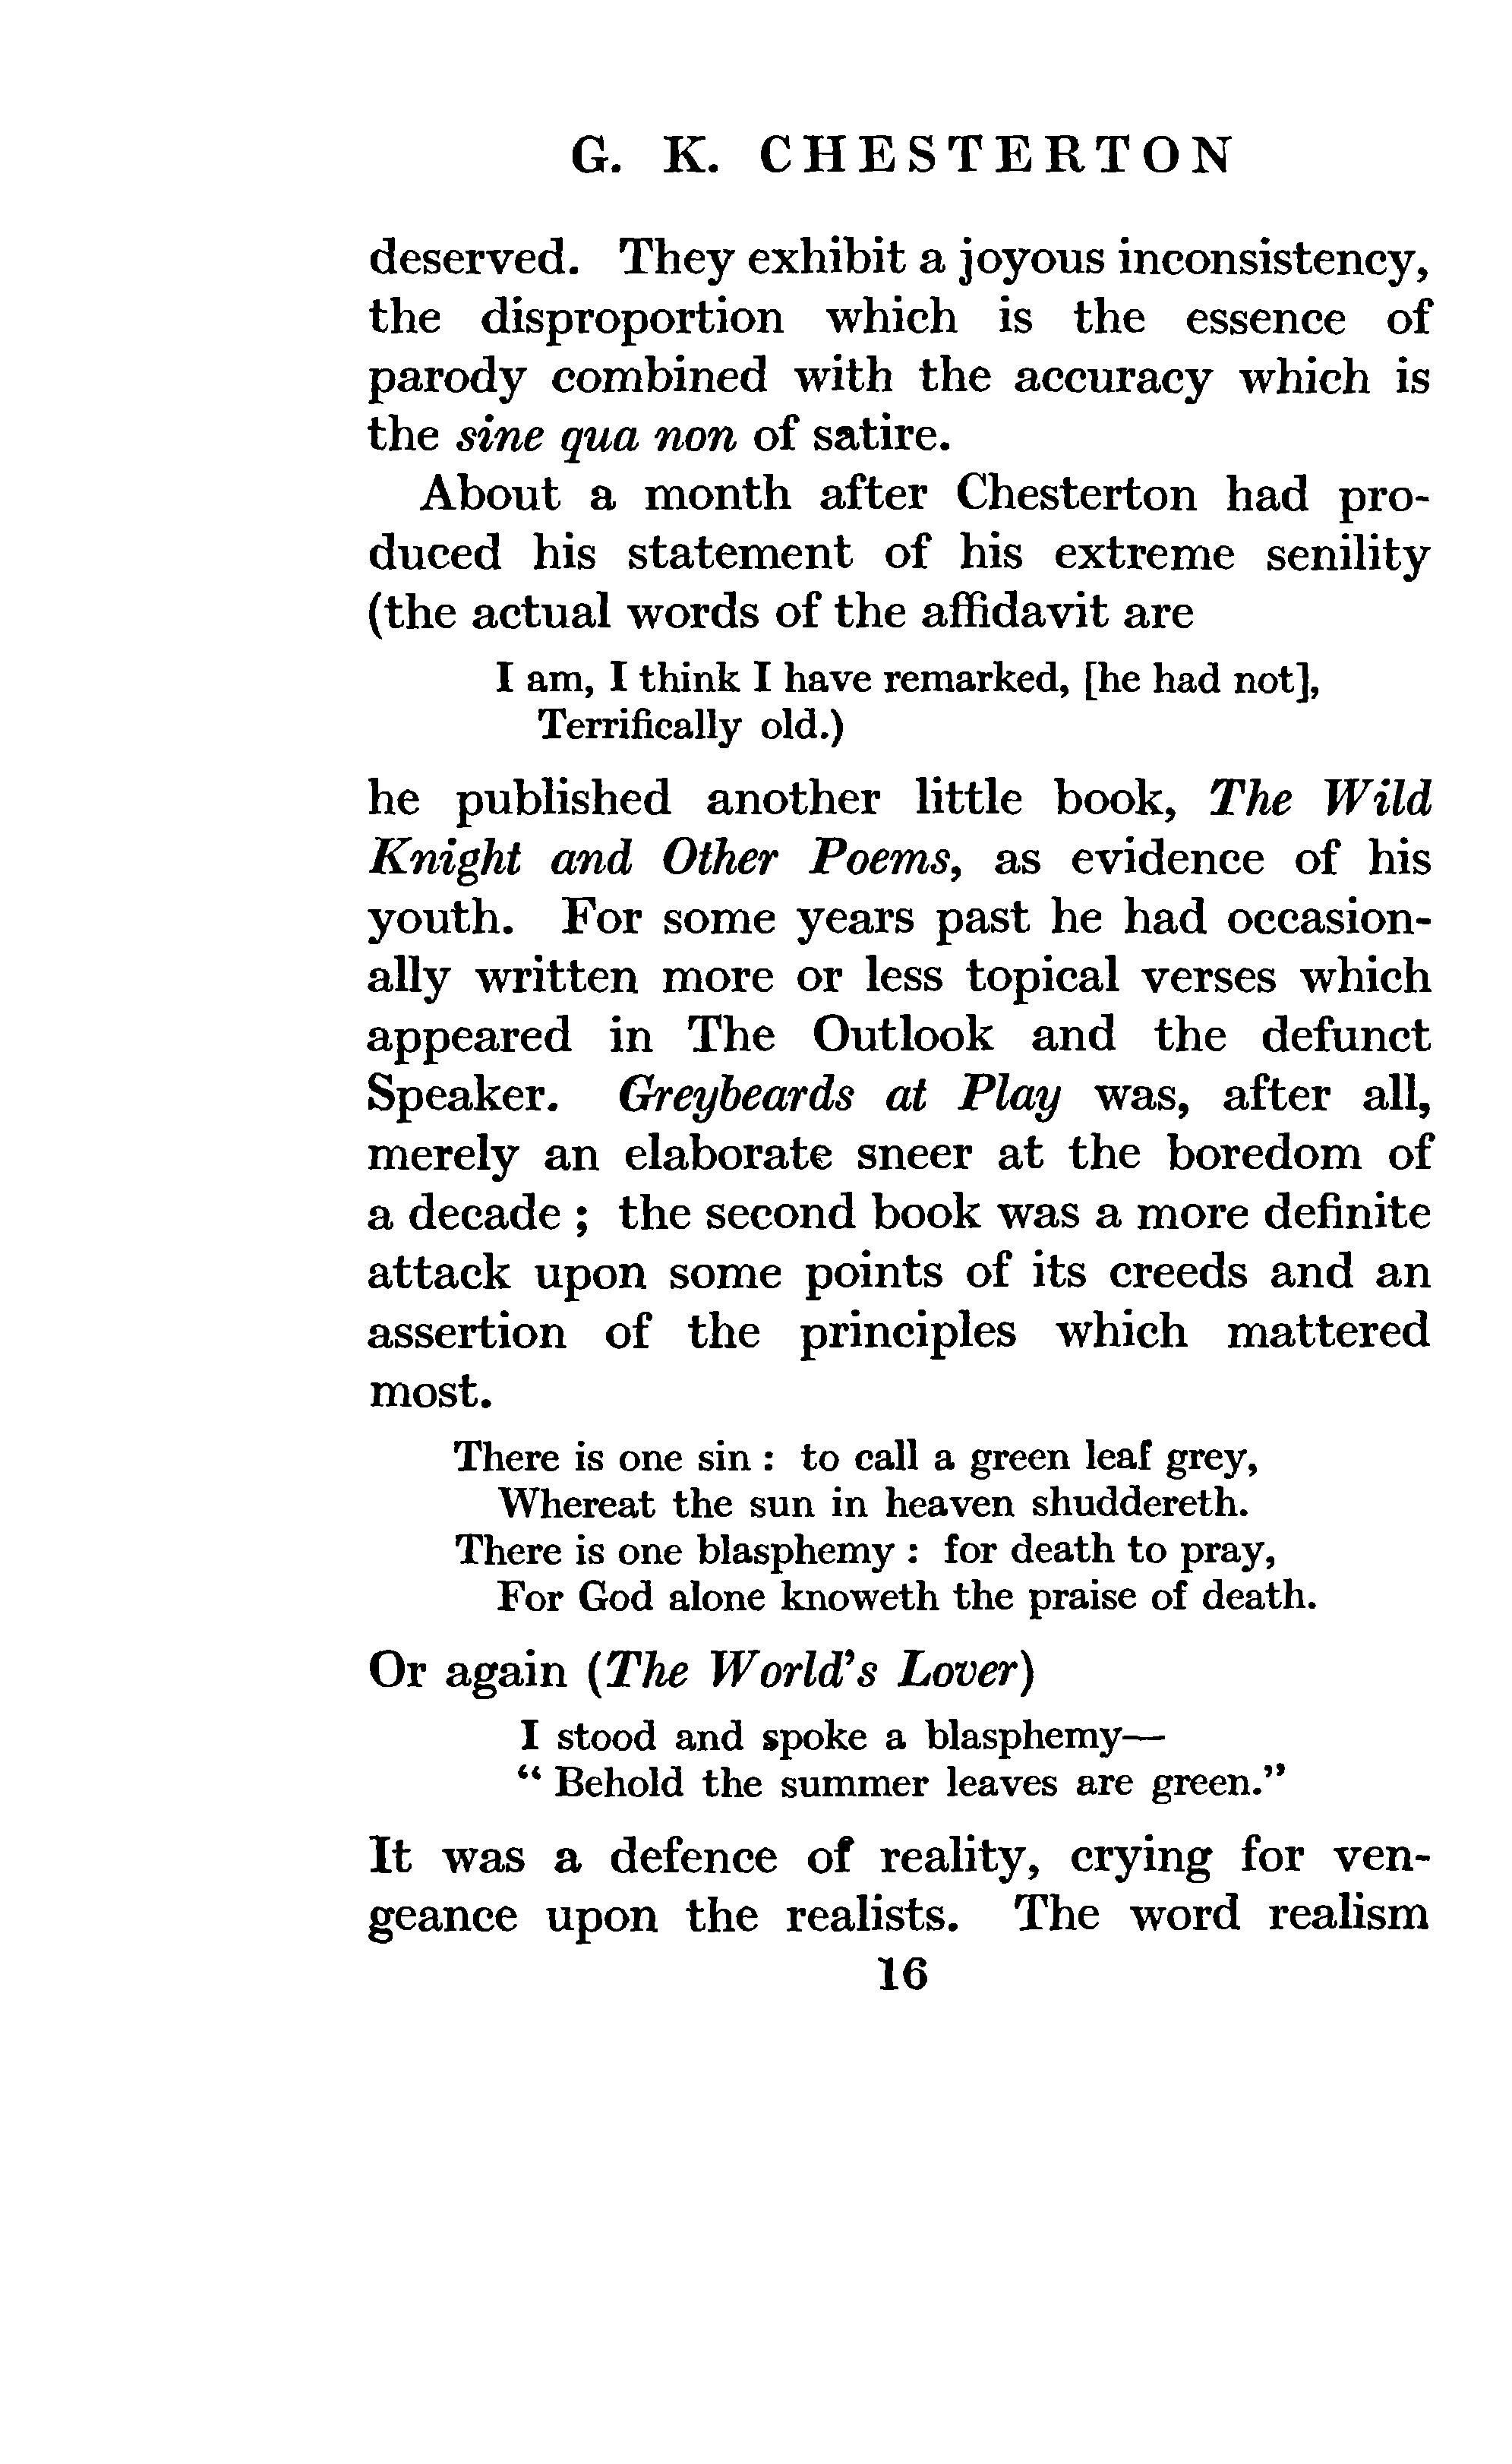 G. K. CHESTERTON
deserved. They exhibit a joyous inconsistency,
the disproportion which is the essence of
parody combined with the accuracy which is
the sine qua non of satire.
About a month after Chesterton had pro-
duced his statement of his extreme senility
(the actual words of the affidavit are
I am, I think I have remarked, [he had not],
Terrifically old.)
he published another little book, The Wild
Knight and Other Poems, as evidence of his
youth. For some years past he had occasion-
ally written more or less topical verses which
appeared in The Outlook and the defunct
Speaker. Greybeards at Play was, after all,
merely an elaborate sneer at the boredom of
a decade ; the second book was a more definite
attack upon some points of its creeds and an
assertion of the principles which mattered
most.
There is one sin : to call a green leaf grey,
Whereat the sun in heaven shuddereth.
There is one blasphemy : for death to pray,
For God alone knoweth the praise of death.
Or again (The World's Lover)
I stood and spoke a blasphemy—
“ Behold the summer leaves are green.”
It was a defence of reality, crying for ven-
geance upon the realists. The word realism
16